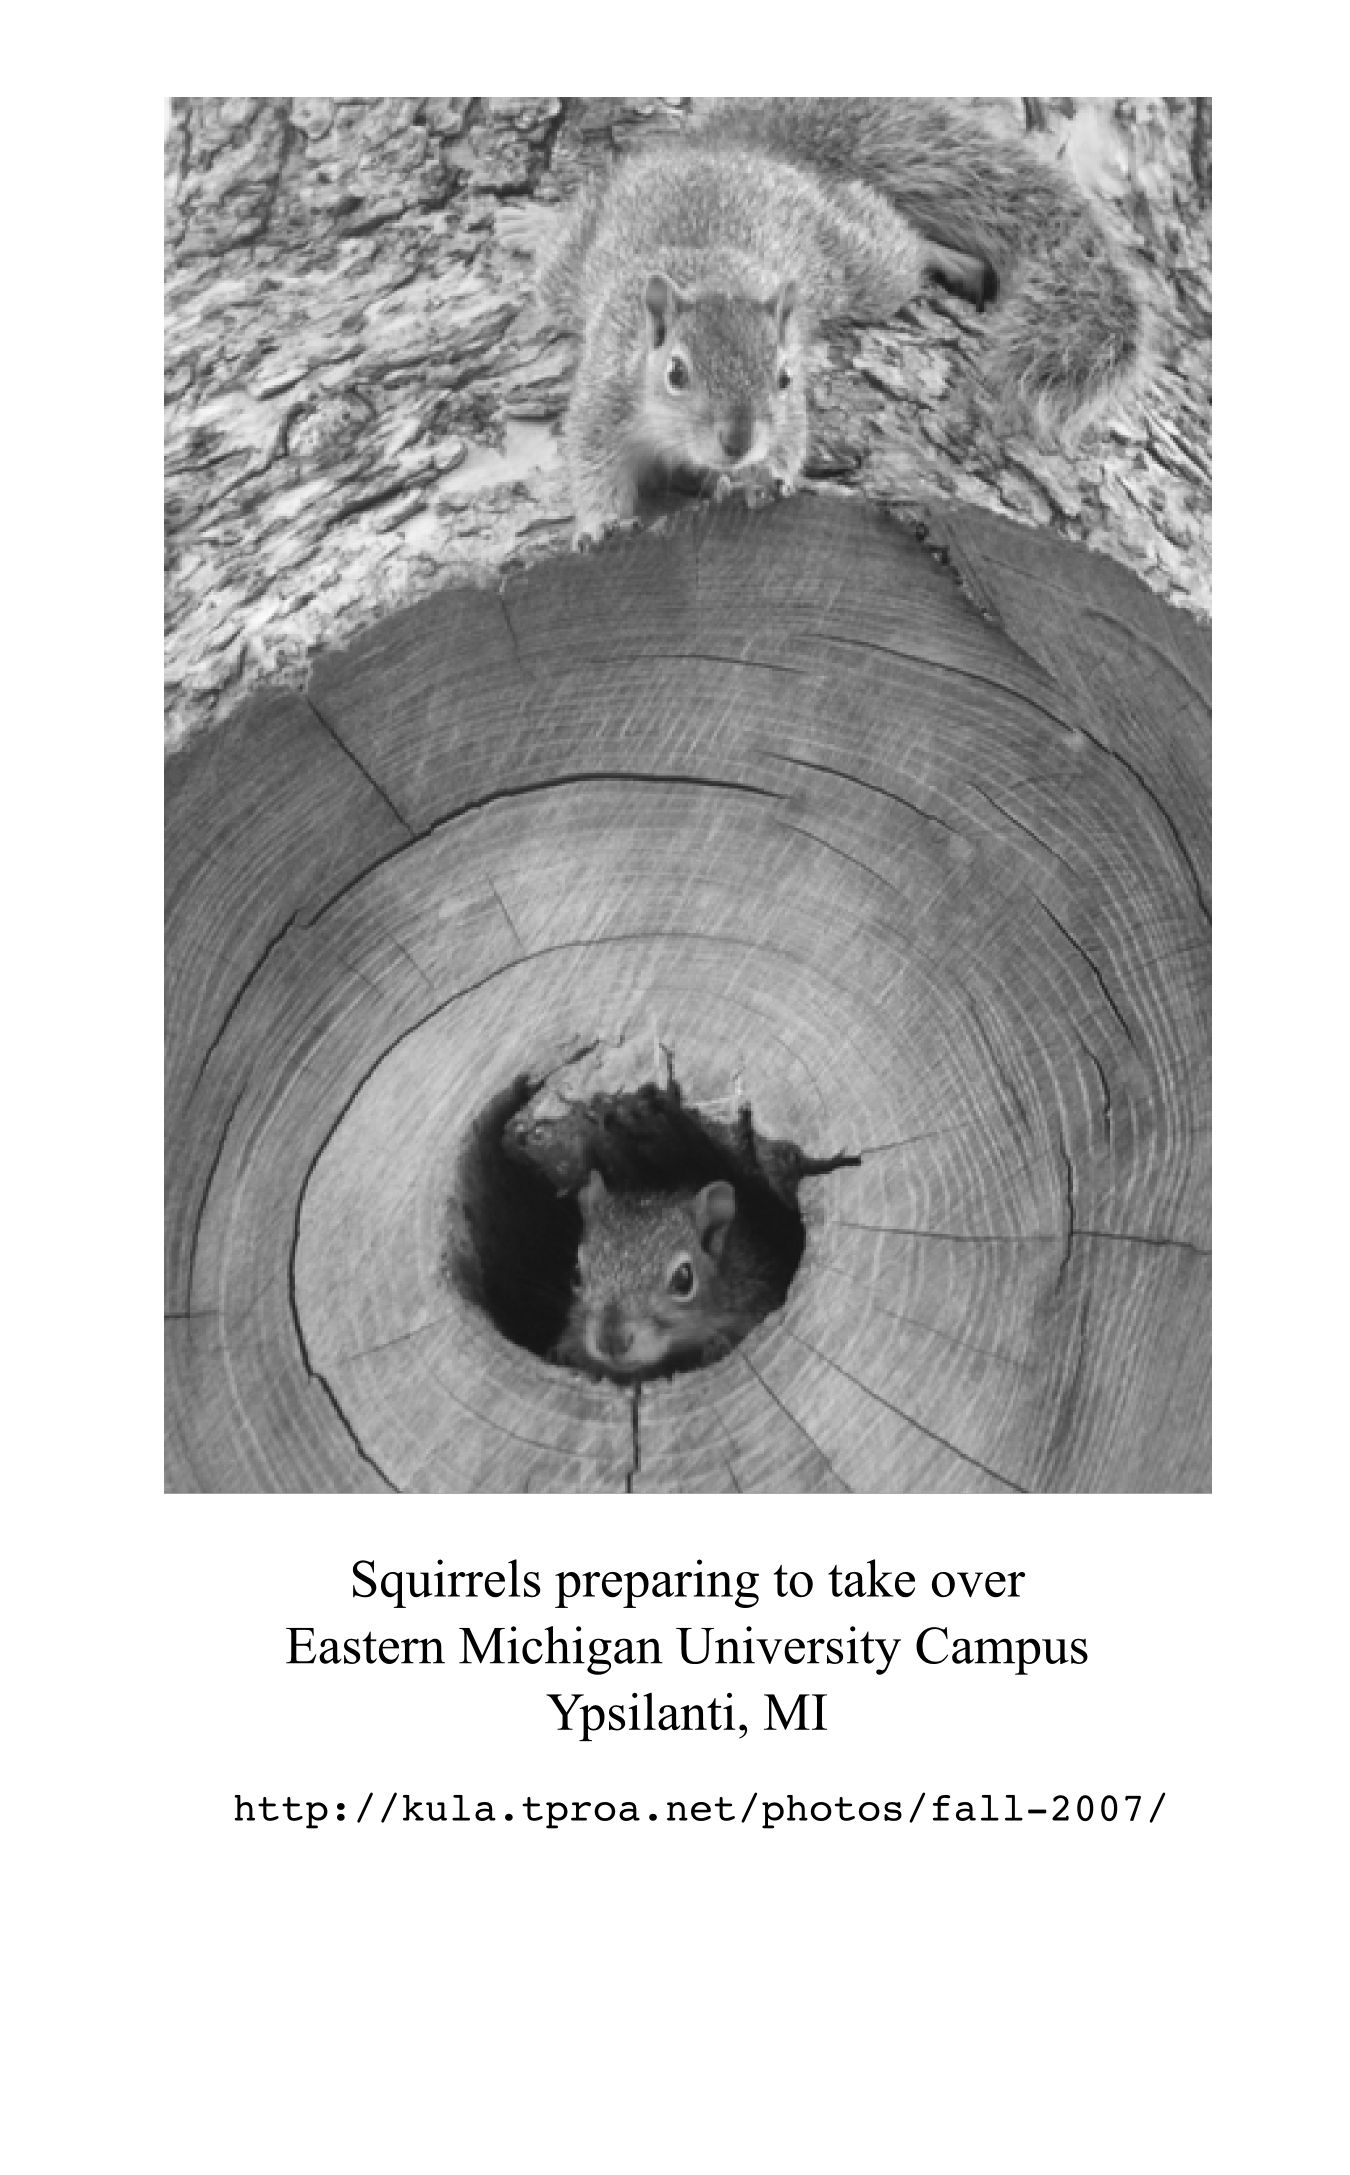 Squirrels preparing to take over
Eastern Michigan University Campus
Ypsilanti, MI
http://kula.tproa.net/photos/fall-2007/